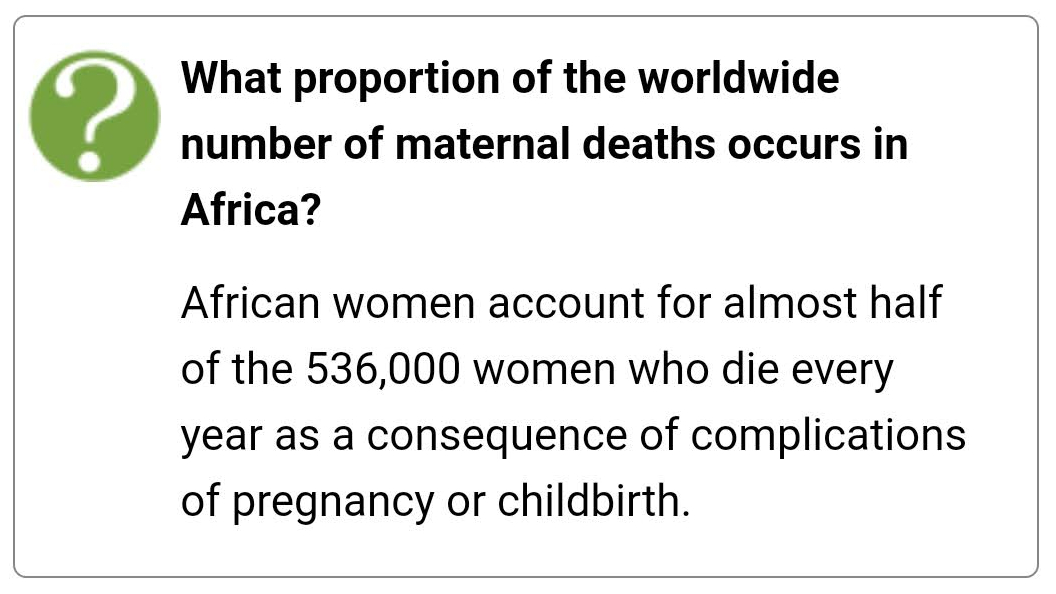 What proportion of the worldwide
number of maternal deaths occurs in
Africa?
African women account for almost half
of the 536,000 women who die every
year as a consequence of complications
of pregnancy or childbirth.